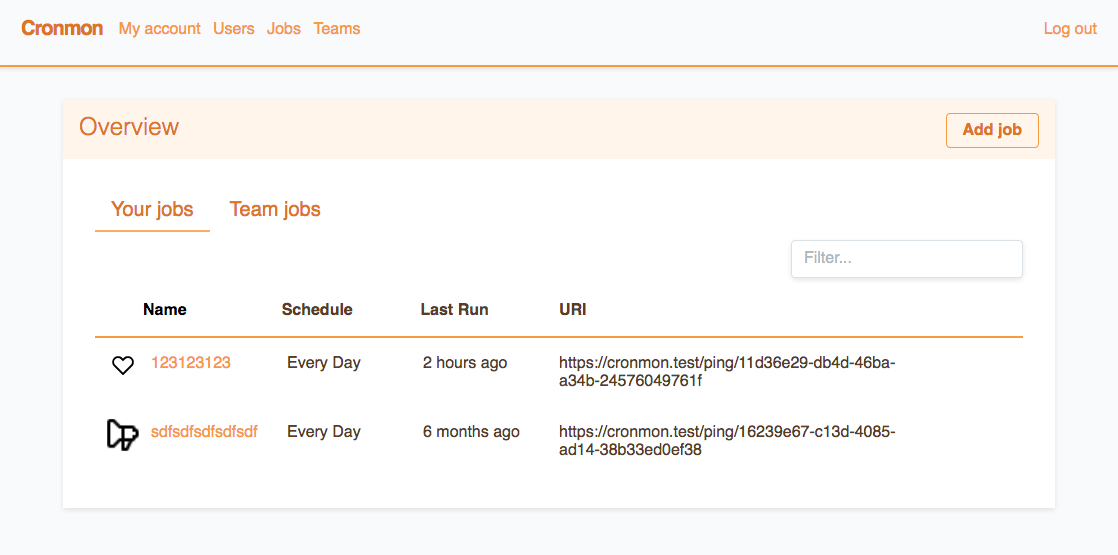 Cronmon My account Users Jobs Teams Log out
Overview Add job
Your jobs Team jobs
Filter...
Name Schedule Last Run URI
123123123 Every Day 2 hours ago https://cronmon.test/ping/11d36e29-db4d-46ba-
a34b-24576049761f
sdfsdfsdfsdfsdf Every Day 6 months ago https://cronmon.test/ping/16239e67-c13d-4085-
ad14-38b33ed0ef38